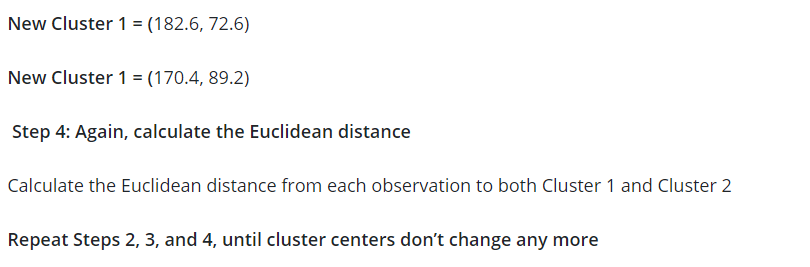 New Cluster 1 = (182.6, 72.6)
New Cluster 1 = (170.4, 89.2)
Step 4: Again, calculate the Euclidean distance
Calculate the Euclidean distance from each observation to both Cluster 1 and Cluster 2
Repeat Steps 2, 3, and 4, until cluster centers don’t change any more